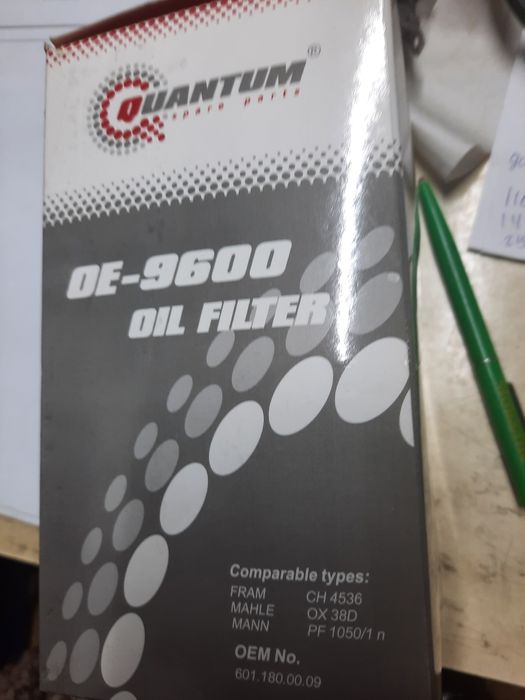 QUANTUM®
spare parts
OE-9600
OIL FILTER
Comparable types:
FRAM CH 4536
MAHLE OX 38D
MANN PF 1050/1 n
OEM No.
601.180.00.09